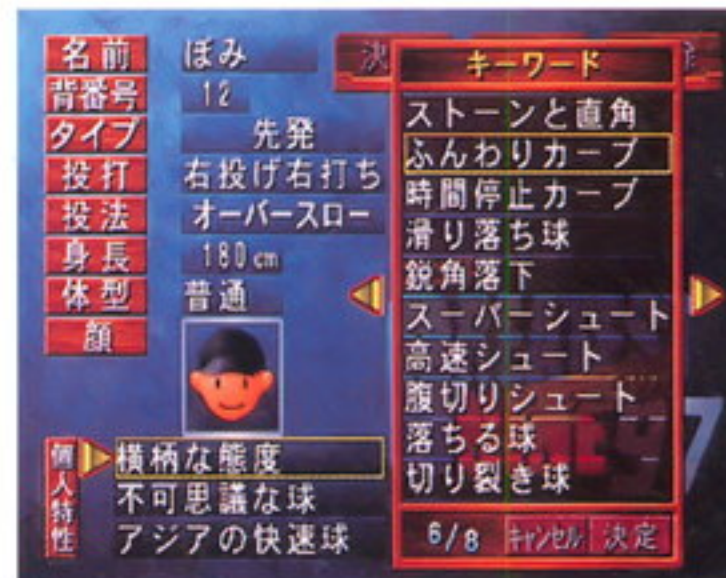 名前 ぽみ
背番号 12
タイプ 先発
投打 右投げ右打ち
投法 オーバースロー
身長 180cm
体型 普通
顔
個人特性
横柄な態度
不可思議な球
アジアの快速球
決
キーワード
ストーンと直角
ふんわりカーブ
時間停止カーブ
滑り落ち球
鋭角落下
スーパーシュート
高速シュート
腹切りシュート
落ちる球
切り裂き球
6/8 キャンセル 決定
7